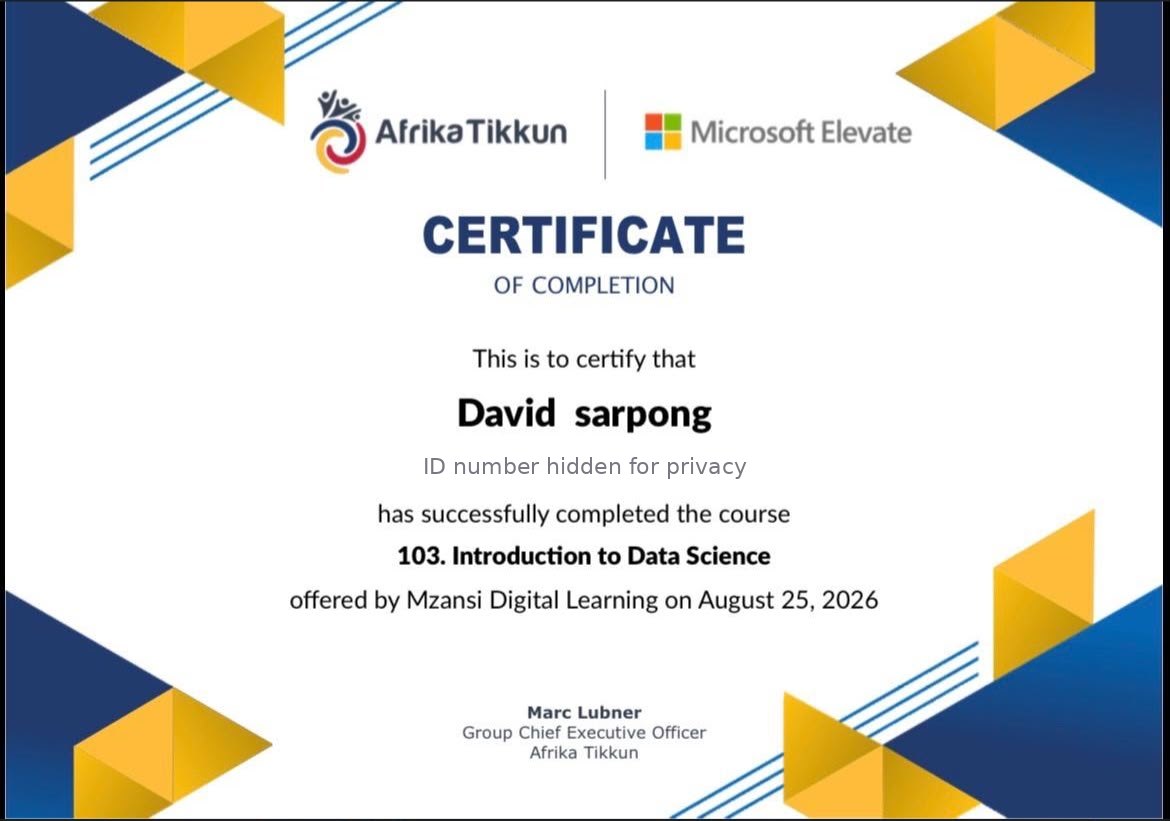 AfrikaTikkun
Microsoft Elevate
CERTIFICATE
OF COMPLETION
This is to certify that
David sarpong
ID number hidden for privacy
has successfully completed the course
103. Introduction to Data Science
offered by Mzansi Digital Learning on August 25, 2026
Marc Lubner
Group Chief Executive Officer
Afrika Tikkun